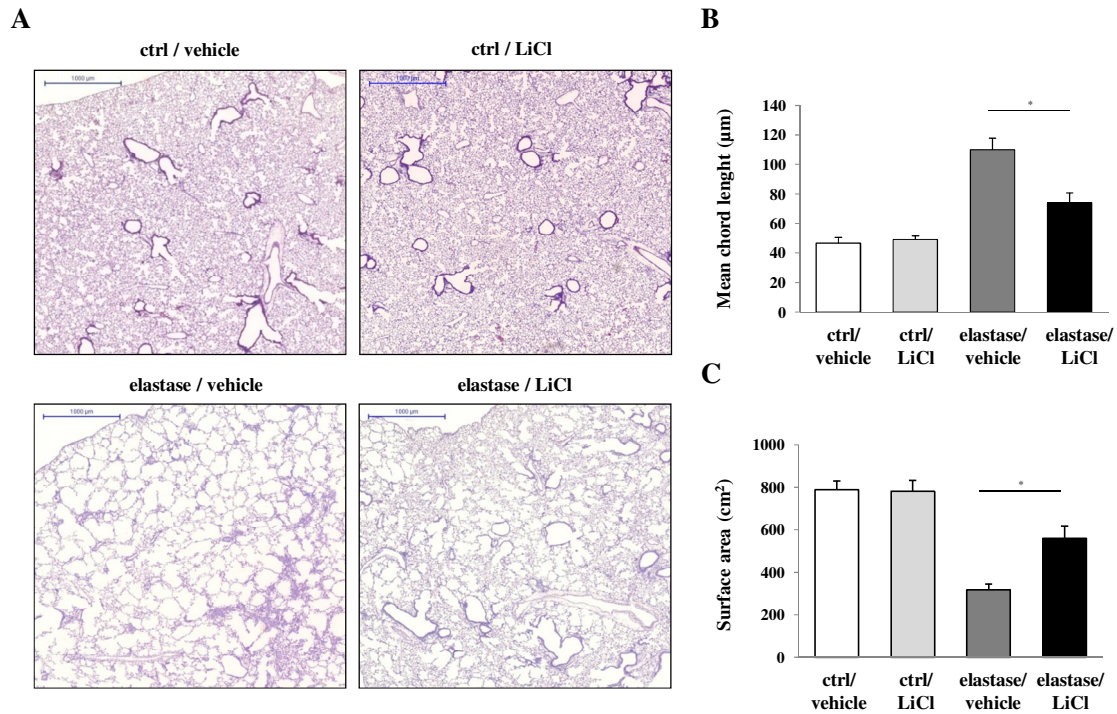 A
ctrl / vehicle
ctrl / LiCl
1000 µm
1000 µm
elastase / vehicle
elastase / LiCl
1000 µm
1000 µm
B
Mean chord lenght (µm)
140
120
100
80
60
40
20
0
*
ctrl/
vehicle
ctrl/
LiCl
elastase/
vehicle
elastase/
LiCl
C
Surface area (cm²)
1000
800
600
400
200
0
*
ctrl/
vehicle
ctrl/
LiCl
elastase/
vehicle
elastase/
LiCl